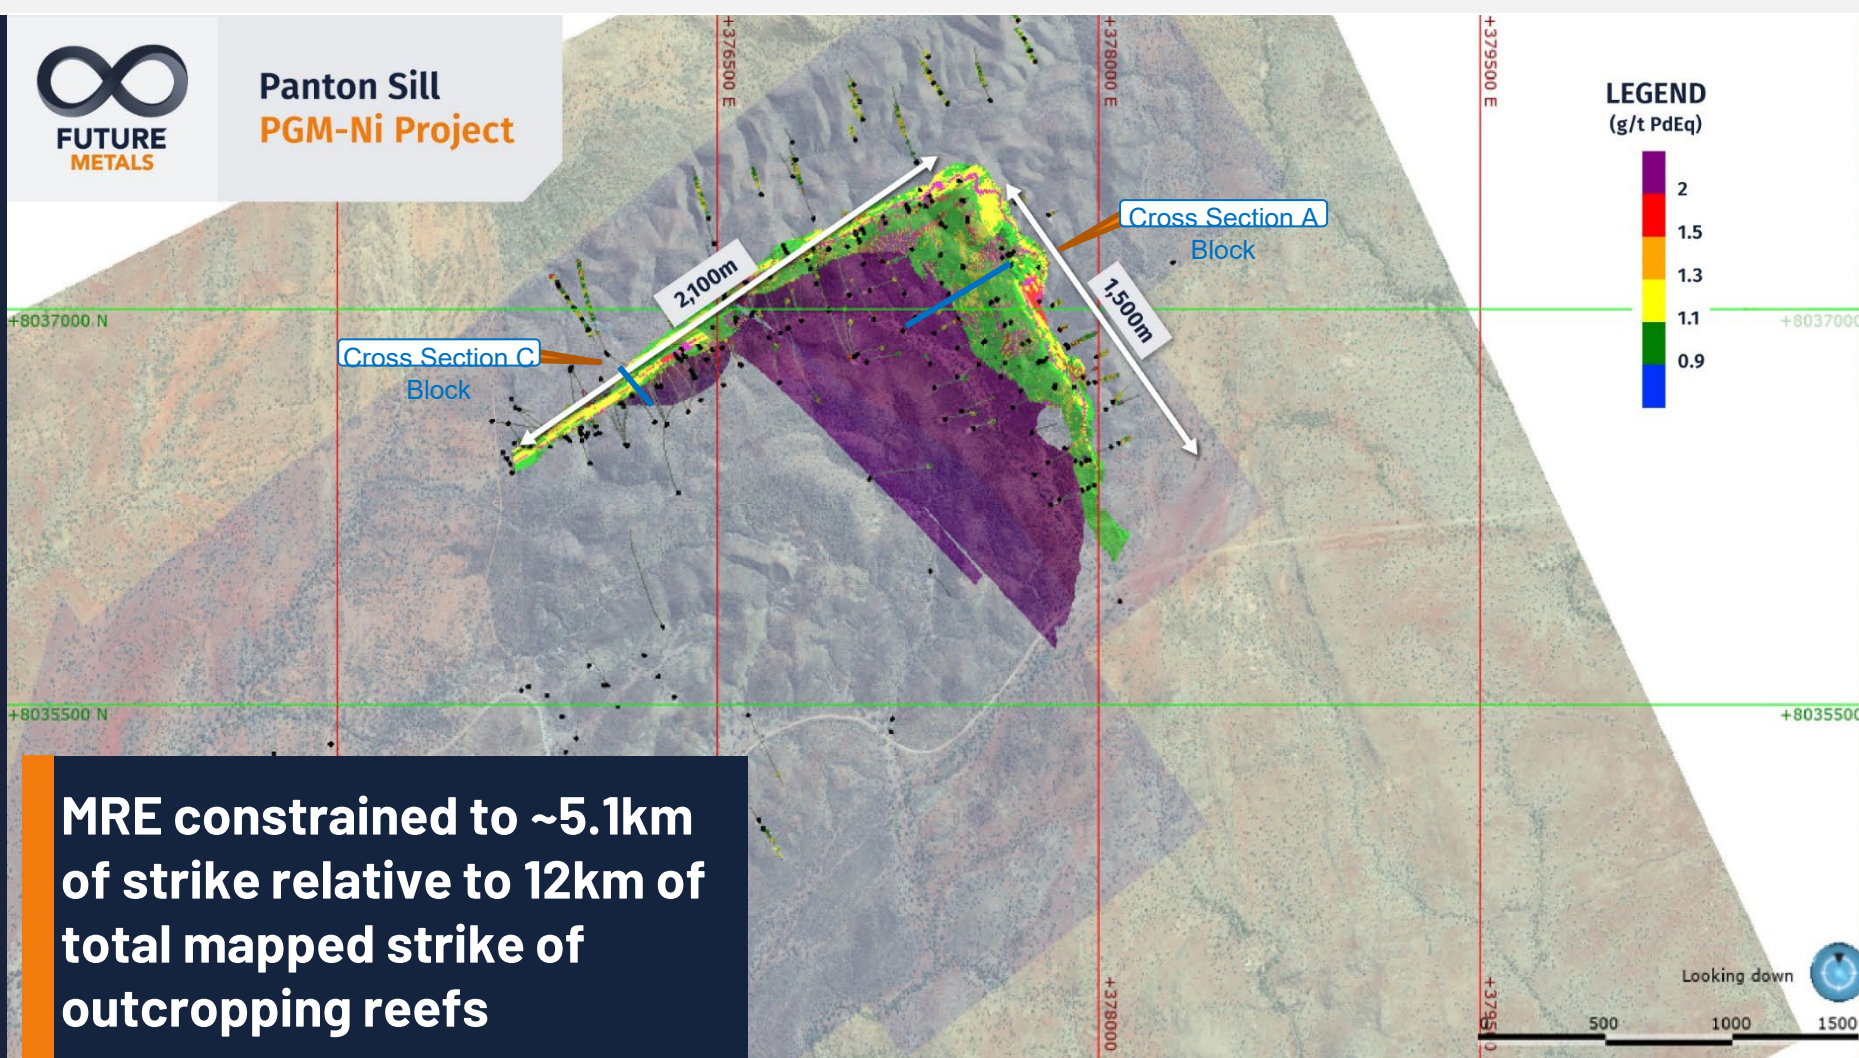 FUTURE
METALS
Panton Sill
PGM-Ni Project
+376500 E
+378000 E
+379500 E
LEGEND
(g/t PdEq)
2
1.5
1.3
1.1
0.9
Cross Section A
Block
2,100m
1,500m
+8037000 N
+803700
Cross Section C
Block
+8035500 N
+803550
MRE constrained to ~5.1km
of strike relative to 12km of
total mapped strike of
outcropping reefs
+378000
Looking down
500
1000
1500